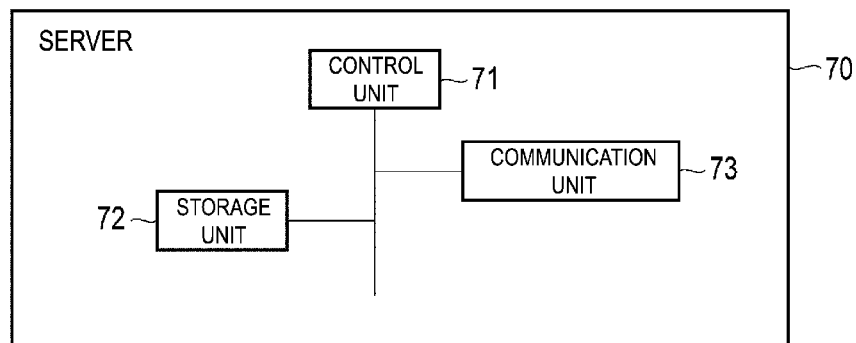 SERVER
CONTROL
UNIT
71
70
COMMUNICATION
UNIT
73
72
STORAGE
UNIT